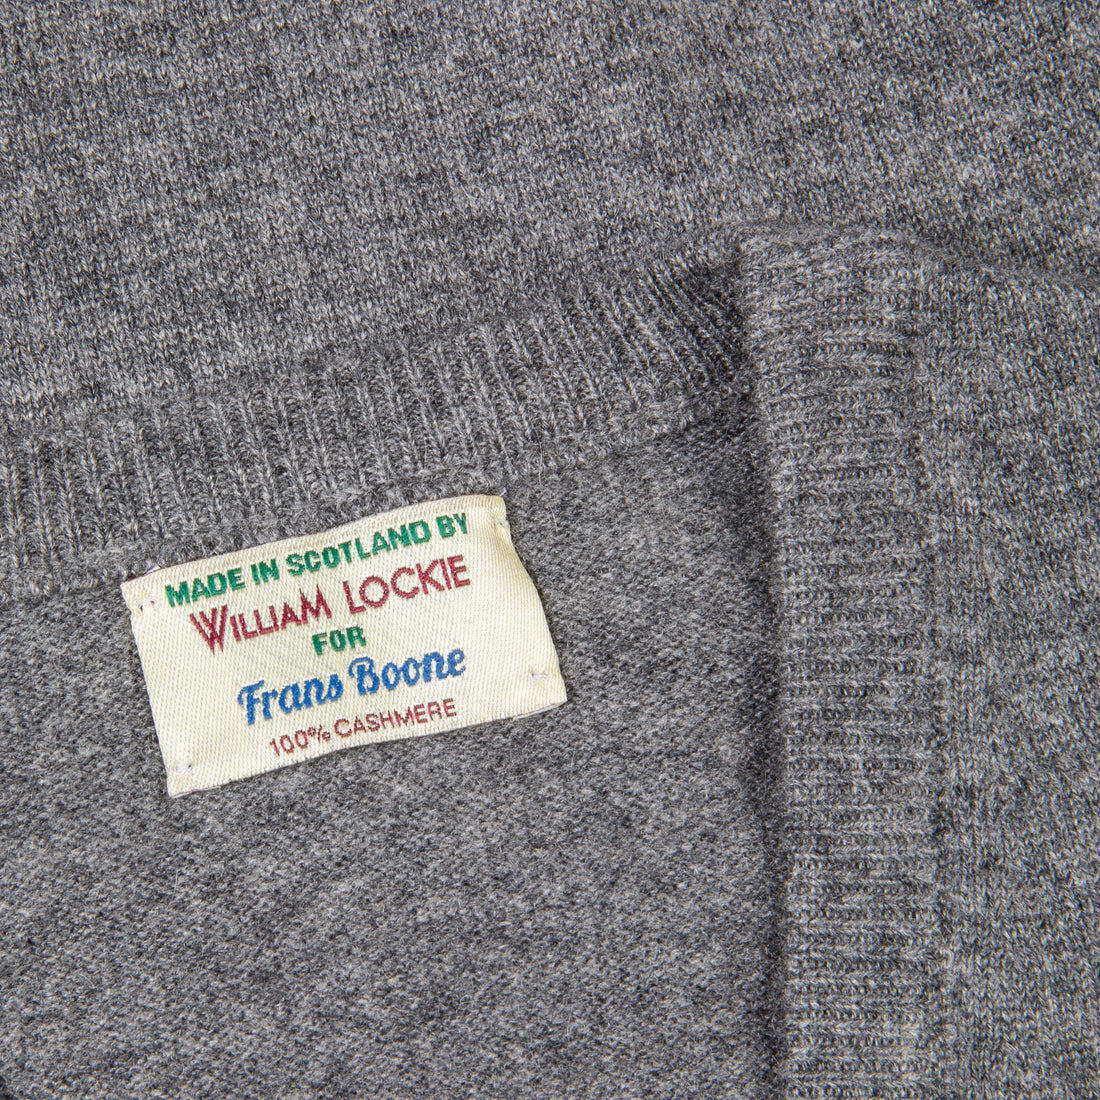 MADE IN SCOTLAND BY
WILLIAM LOCKIE
FOR
Frans Boone
100% CASHMERE